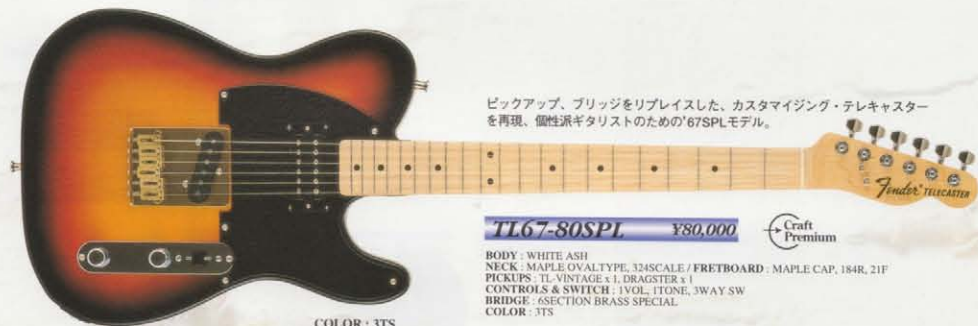 ピックアップ、ブリッジをリプレイスした、カスタマイジング・テレキャスター
を再現、個性派ギタリストのための'67SPLモデル。
Fender TELECASTER
TL67-80SPL ¥80,000
Craft
Premium
BODY : WHITE ASH
NECK : MAPLE OVALTYPE, 324SCALE / FRETBOARD : MAPLE CAP, 184R, 21F
PICKUPS : TL-VINTAGE x 1, DRAGSTER x 1
CONTROLS & SWITCH : 1VOL, 1TONE, 3WAY SW
BRIDGE : 6SECTION BRASS SPECIAL
COLOR : 3TS
COLOR : 3TS